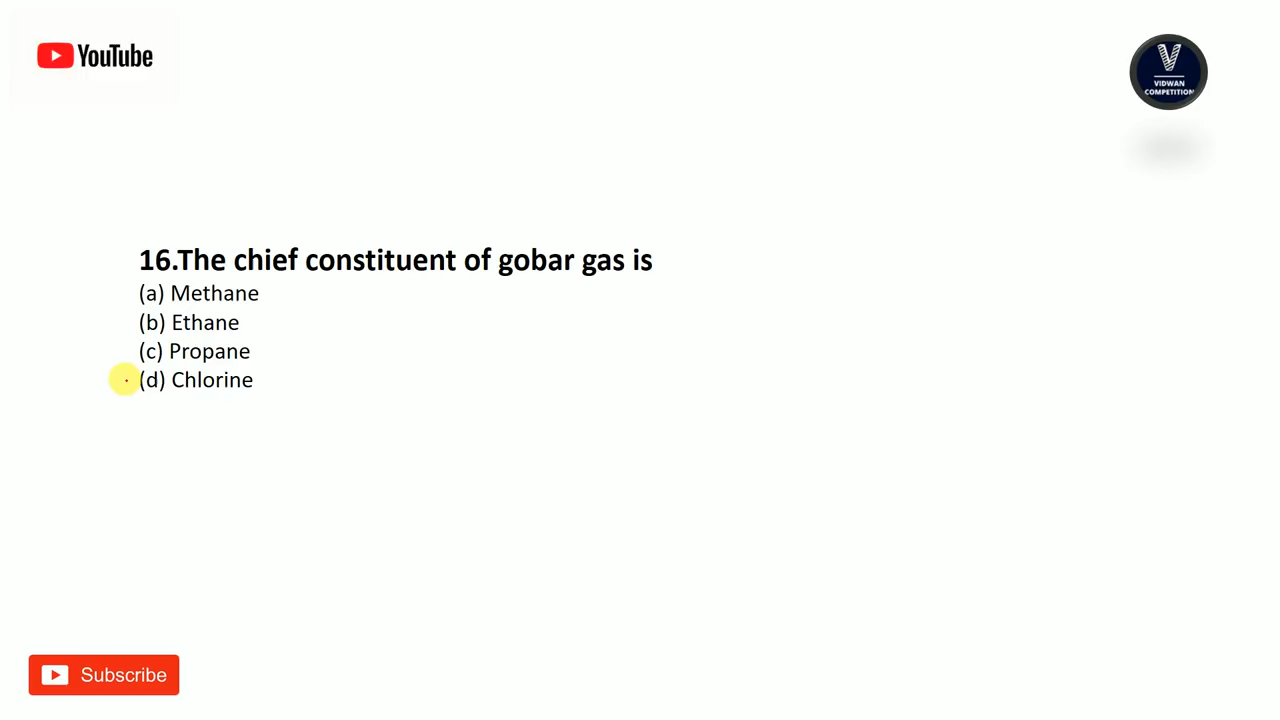 YouTube
V
VIDWAN
COMPETITION
16.The chief constituent of gobar gas is
(a) Methane
(b) Ethane
(c) Propane
(d) Chlorine
Subscribe